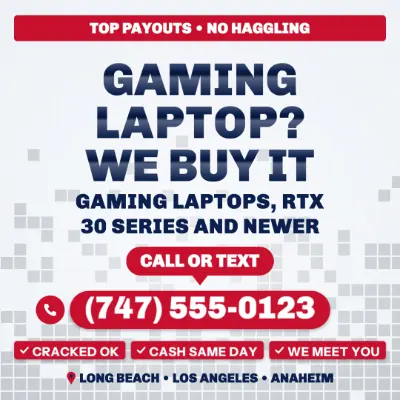 TOP PAYOUTS • NO HAGGLING
GAMING
LAPTOP?
WE BUY IT
GAMING LAPTOPS, RTX
30 SERIES AND NEWER
CALL OR TEXT
(747) 555-0123
✓ CRACKED OK ✓ CASH SAME DAY ✓ WE MEET YOU
LONG BEACH • LOS ANGELES • ANAHEIM